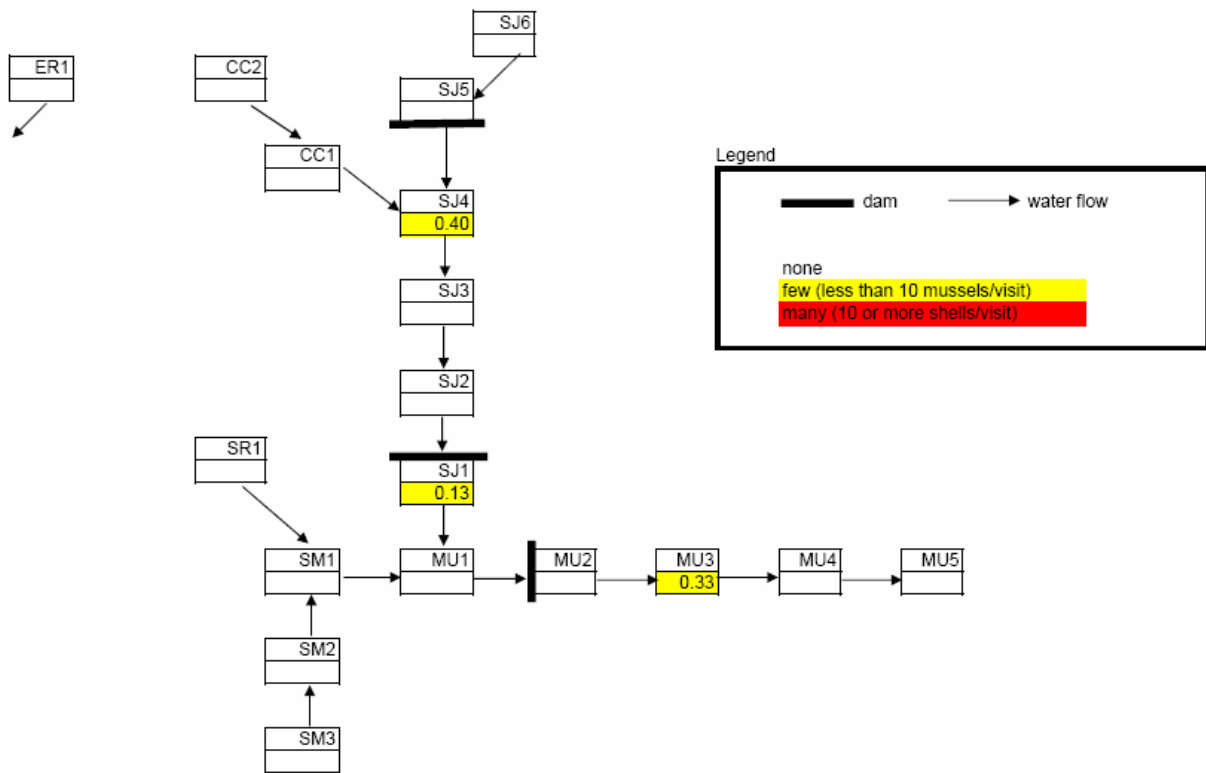 SJ6
ER1
CC2
SJ5
CC1
Legend
SJ4
0.40
dam
water flow
none
few (less than 10 mussels/visit)
many (10 or more shells/visit)
SJ3
SJ2
SR1
SJ1
0.13
SM1
MU1
MU2
MU3
0.33
MU4
MU5
SM2
SM3